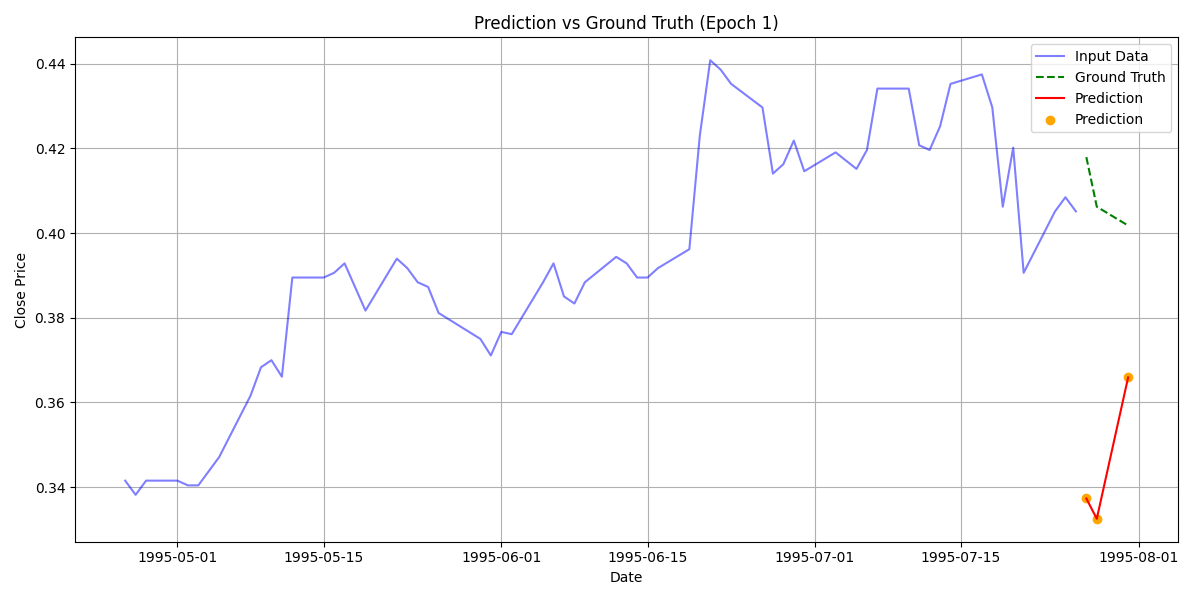 Prediction vs Ground Truth (Epoch 1)
Input Data
Ground Truth
Prediction
Prediction
Close Price
0.44
0.42
0.40
0.38
0.36
0.34
1995-05-01
1995-05-15
1995-06-01
1995-06-15
1995-07-01
1995-07-15
1995-08-01
Date